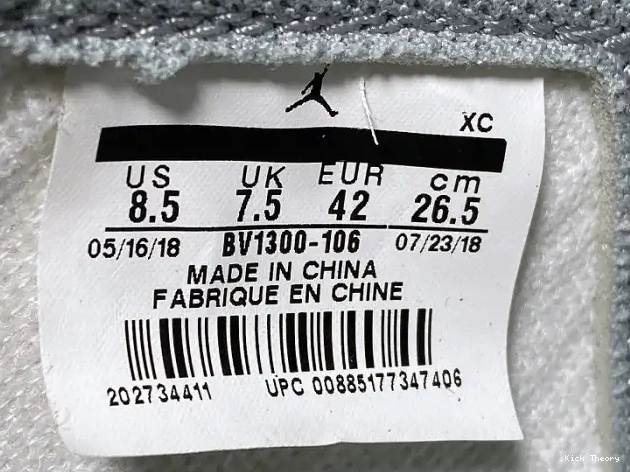 XC
US UK EUR cm
8.5 7.5 42 26.5
05/16/18 BV1300-106 07/23/18
MADE IN CHINA
FABRIQUE EN CHINE
202734411 UPC 00885177347406
Kick Theory